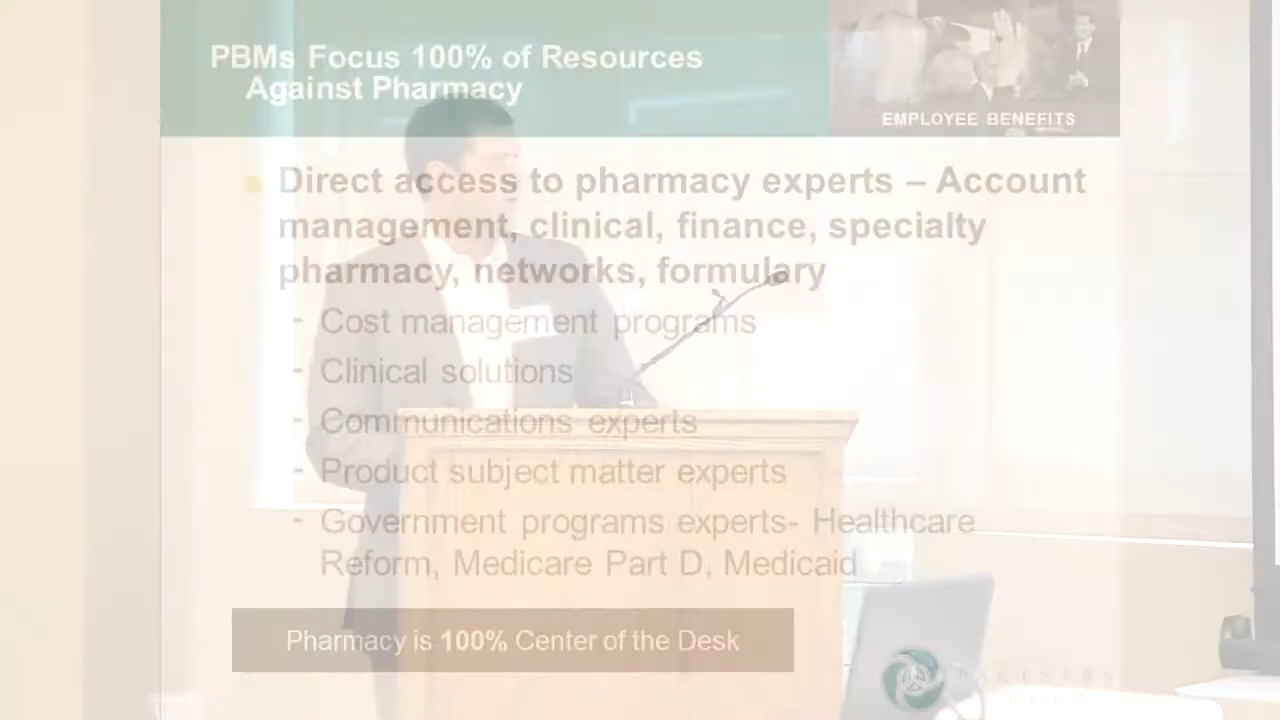 PBMs Focus 100% of Resources
Against Pharmacy
EMPLOYEE BENEFITS
Direct access to pharmacy experts – Account
management, clinical, finance, specialty
pharmacy, networks, formulary
- Cost management programs
- Clinical solutions
- Communications experts
- Product subject matter experts
- Government programs experts- Healthcare
Reform, Medicare Part D, Medicaid
Pharmacy is 100% Center of the Desk
PARTNERS
GROUP